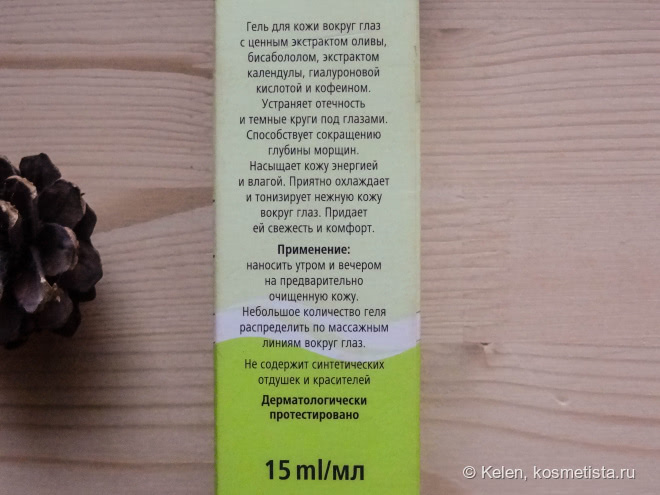 Гель для кожи вокруг глаз
с ценным экстрактом оливы,
бисабололом, экстрактом
календулы, гиалуроновой
кислотой и кофеином.
Устраняет отечность
и темные круги под глазами.
Способствует сокращению
глубины морщин.
Насыщает кожу энергией
и влагой. Приятно охлаждает
и тонизирует нежную кожу
вокруг глаз. Придает
ей свежесть и комфорт.
Применение:
наносить утром и вечером
на предварительно
очищенную кожу.
Небольшое количество геля
распределить по массажным
линиям вокруг глаз.
Не содержит синтетических
отдушек и красителей
Дерматологически
протестировано
15 ml/мл
© Kelen, kosmetista.ru